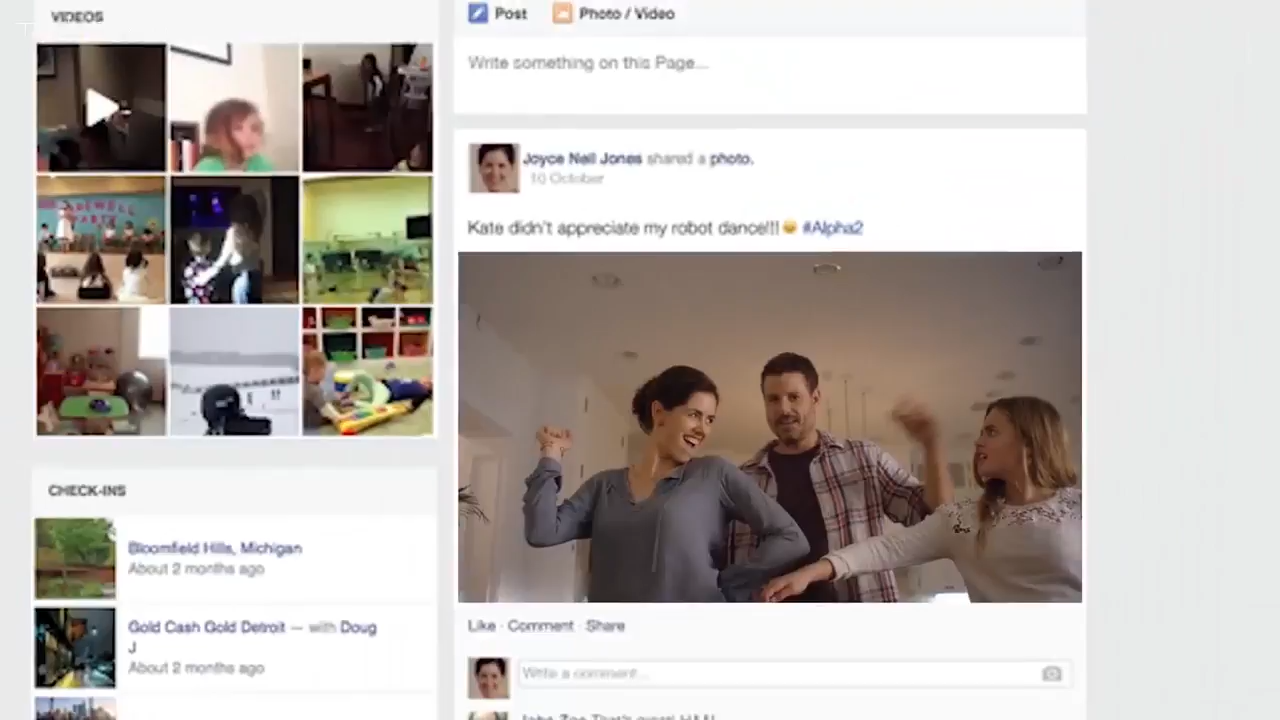 VIDEOS
FAREWELL
PARTY
CHECK-INS
Bloomfield Hills, Michigan
About 2 months ago
Gold Cash Gold Detroit — with Doug
J
About 2 months ago
Post
Photo / Video
Write something on this Page...
Joyce Neil Jones shared a photo.
10 October
Kate didn't appreciate my robot dance!!! #Alpha2
Like · Comment · Share
Write a comment...